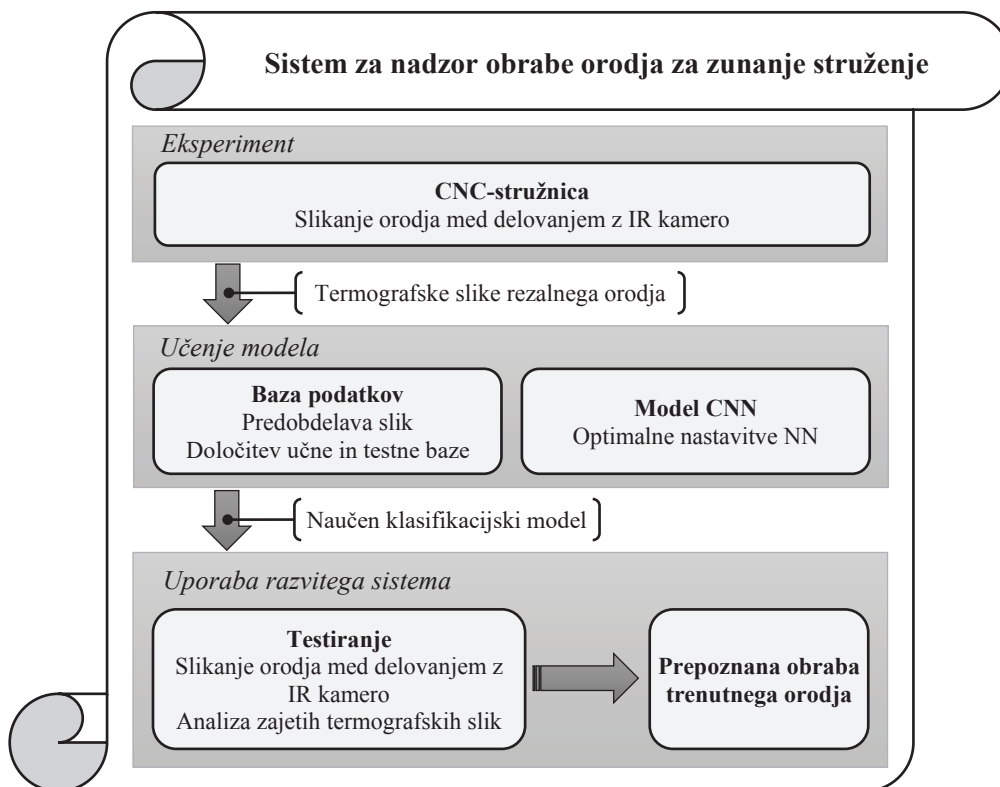 Sistem za nadzor obrabe orodja za zunanje struženje
Eksperiment
CNC-stružnica
Slikanje orodja med delovanjem z IR kamero
Termografske slike rezalnega orodja
Učenje modela
Baza podatkov
Predobdelava slik
Določitev učne in testne baze
Model CNN
Optimalne nastavitve NN
Naučen klasifikacijski model
Uporaba razvitega sistema
Testiranje
Slikanje orodja med delovanjem z
IR kamero
Analiza zajetih termografskih slik
Prepoznana obraba
trenutnega orodja